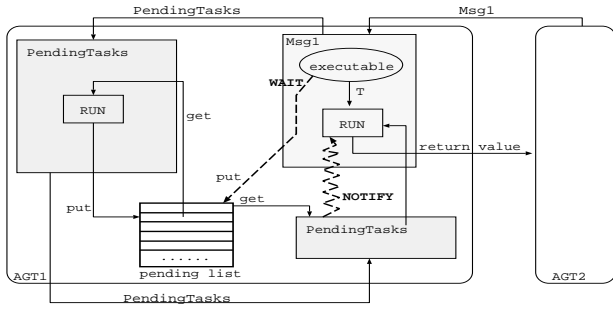 PendingTasks
Msg1
PendingTasks
Msg1
executable
WAIT
T
RUN
get
RUN
return value
put
put
get
NOTIFY
PendingTasks
......
pending list
AGT1
AGT2
PendingTasks